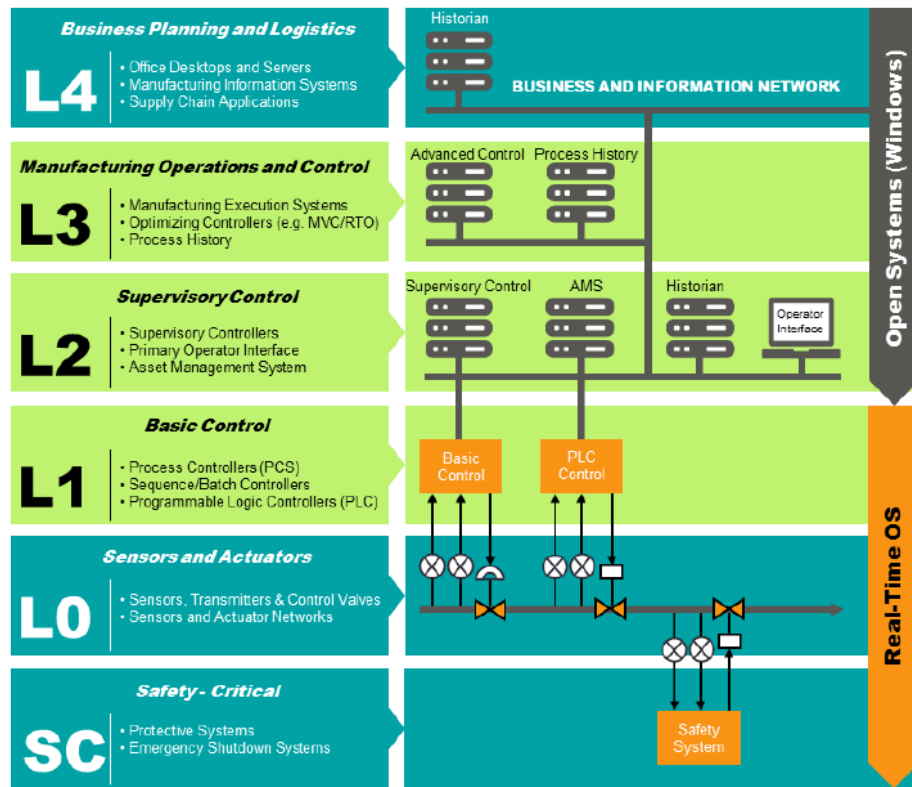 Business Planning and Logistics
L4
• Office Desktops and Servers
• Manufacturing Information Systems
• Supply Chain Applications
Historian
BUSINESS AND INFORMATION NETWORK
Manufacturing Operations and Control
L3
• Manufacturing Execution Systems
• Optimizing Controllers (e.g. MVC/RTO)
• Process History
Advanced Control
Process History
Supervisory Control
L2
• Supervisory Controllers
• Primary Operator Interface
• Asset Management System
Supervisory Control
AMS
Historian
Operator
Interface
Open Systems (Windows)
Basic Control
L1
• Process Controllers (PCS)
• Sequence/Batch Controllers
• Programmable Logic Controllers (PLC)
Basic
Control
PLC
Control
Sensors and Actuators
L0
• Sensors, Transmitters & Control Valves
• Sensors and Actuator Networks
Safety - Critical
SC
• Protective Systems
• Emergency Shutdown Systems
Safety
System
Real-Time OS